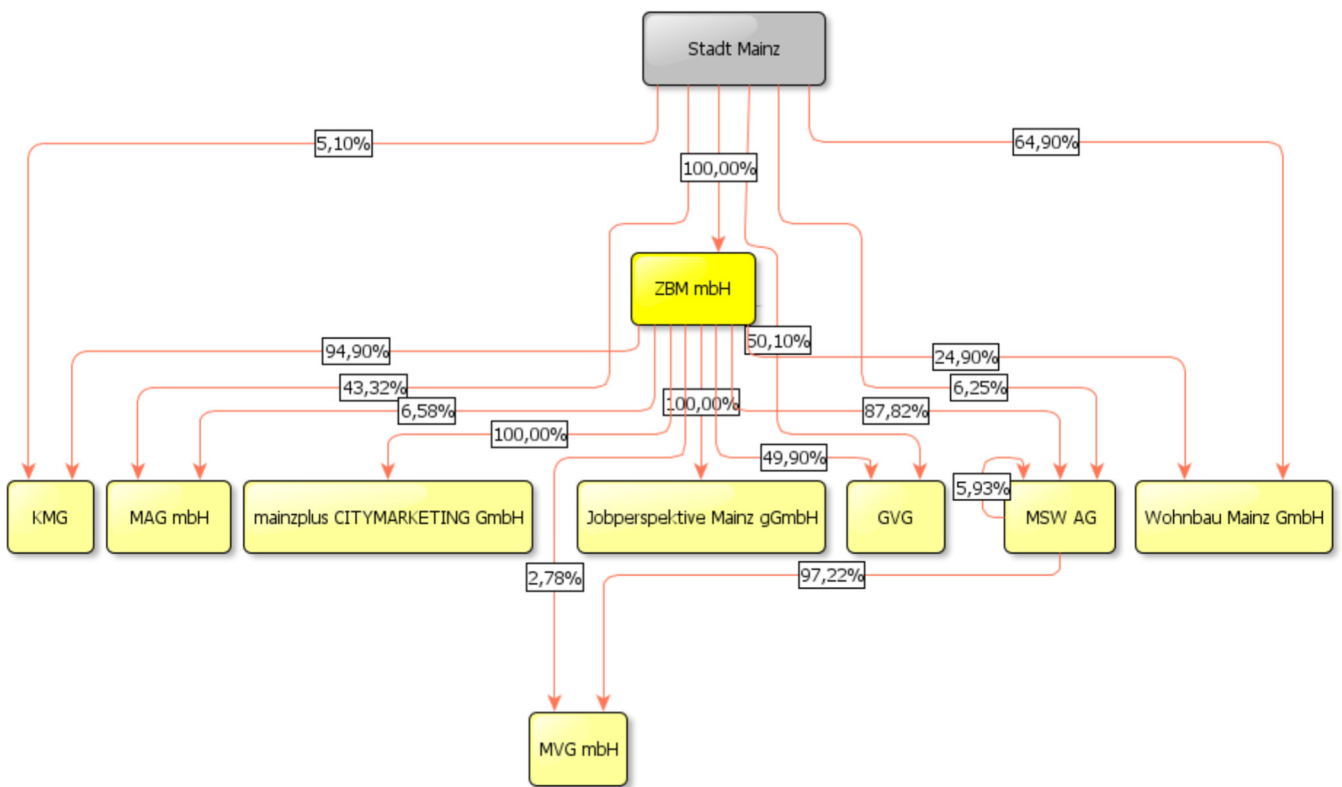 Stadt Mainz
5,10%
64,90%
100,00%
ZBM mbH
50,10%
94,90%
24,90%
43,32%
6,25%
6,58%
100,00%
87,82%
100,00%
49,90%
5,93%
KMG
MAG mbH
mainzplus CITYMARKETING GmbH
Jobperspektive Mainz gGmbH
GVG
MSW AG
Wohnbau Mainz GmbH
2,78%
97,22%
MVG mbH